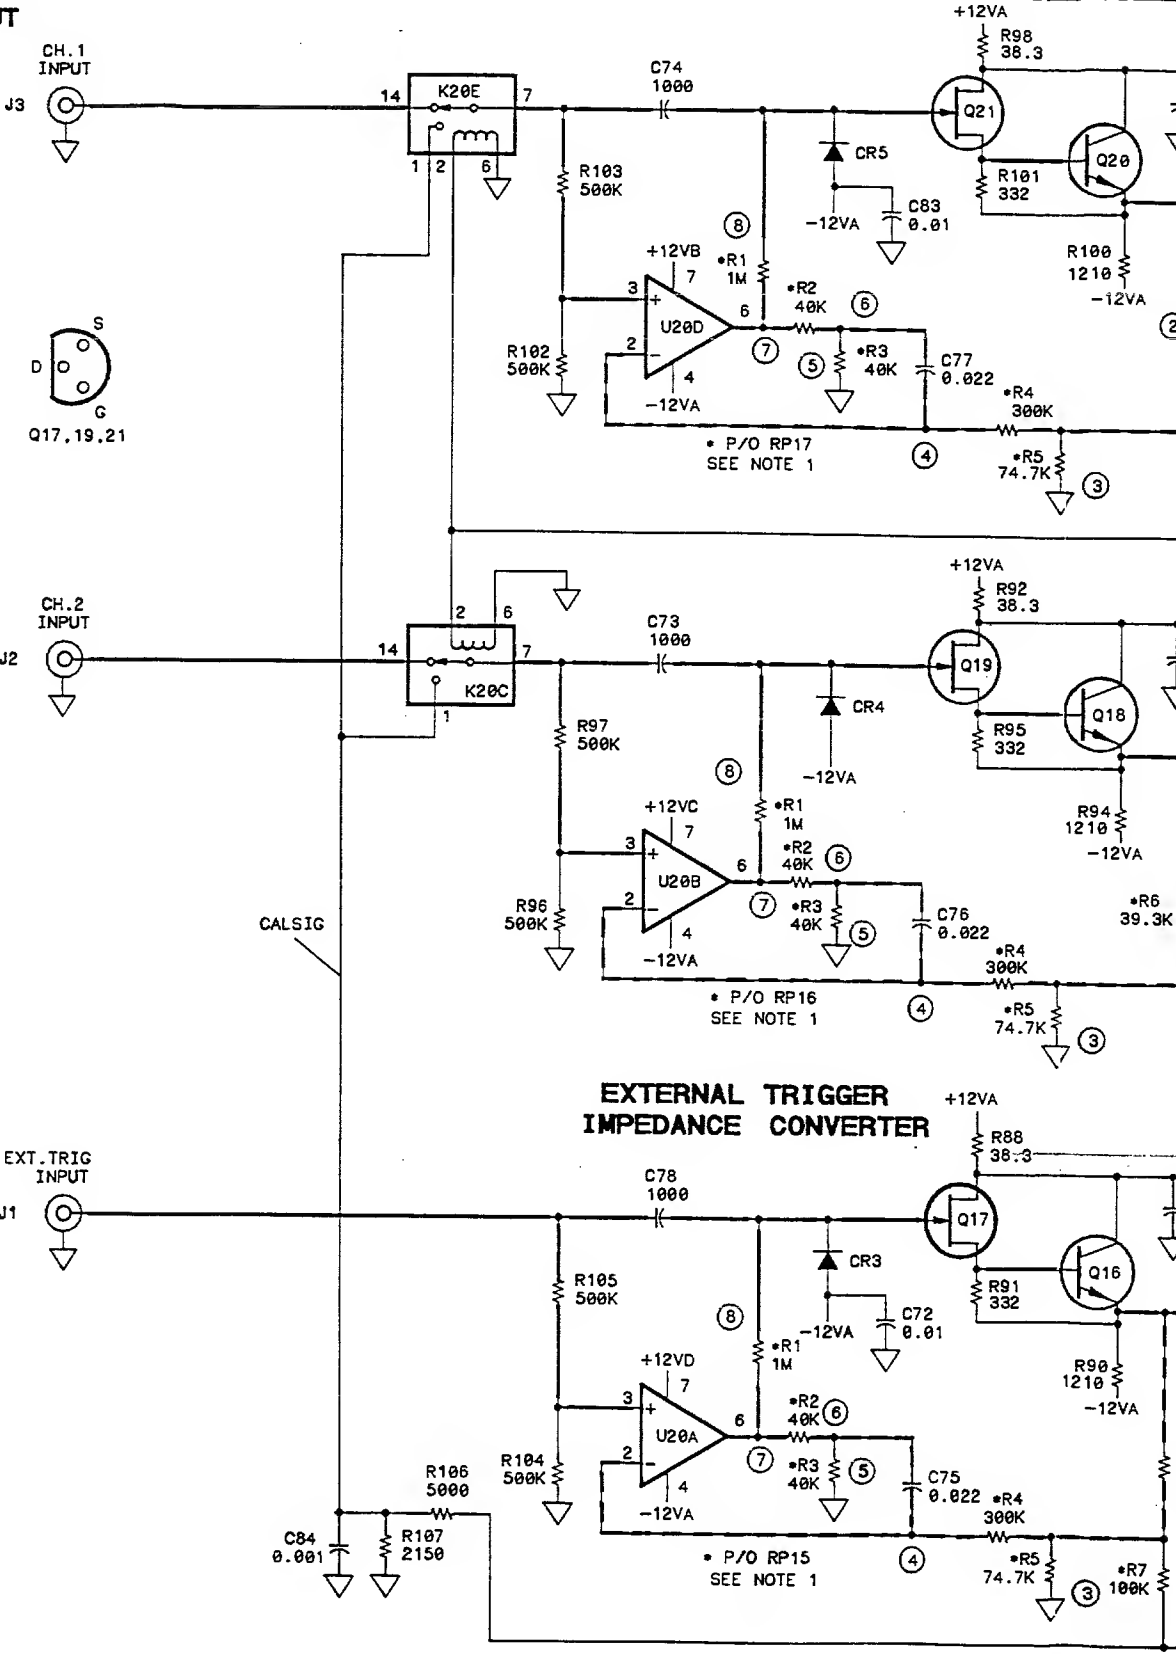 UT
+12VA
R98
38.3
CH.1
INPUT
J3
14
K20E
7
C74
1000
Q21
1
2
6
R103
500K
CR5
R101
332
Q20
-12VA
C83
0.01
8
+12VB
7
*R1
1M
R100
1210
-12VA
3
+
U20D
6
*R2
40K
6
2
-
7
5
*R3
40K
R102
500K
4
-12VA
C77
0.022
S
D
G
Q17,19,21
* P/O RP17
SEE NOTE 1
4
*R4
300K
*R5
74.7K
3
+12VA
R92
38.3
CH.2
INPUT
J2
2
6
14
7
K20C
1
C73
1000
Q19
R97
500K
CR4
R95
332
Q18
-12VA
8
+12VC
7
*R1
1M
R94
1210
-12VA
3
+
U20B
6
*R2
40K
6
2
-
7
*R3
40K
5
R96
500K
4
-12VA
C76
0.022
*R6
39.3K
CALSIG
* P/O RP16
SEE NOTE 1
4
*R4
300K
*R5
74.7K
3
EXTERNAL TRIGGER
IMPEDANCE CONVERTER
+12VA
R88
38.3
EXT.TRIG
INPUT
J1
C78
1000
Q17
R105
500K
CR3
R91
332
Q16
8
-12VA
C72
0.01
+12VD
7
*R1
1M
R90
1210
-12VA
3
+
U20A
6
*R2
40K
6
2
-
7
*R3
40K
5
R104
500K
4
-12VA
C75
0.022
R106
5000
*R4
300K
C84
0.001
R107
2150
* P/O RP15
SEE NOTE 1
4
*R5
74.7K
3
*R7
100K